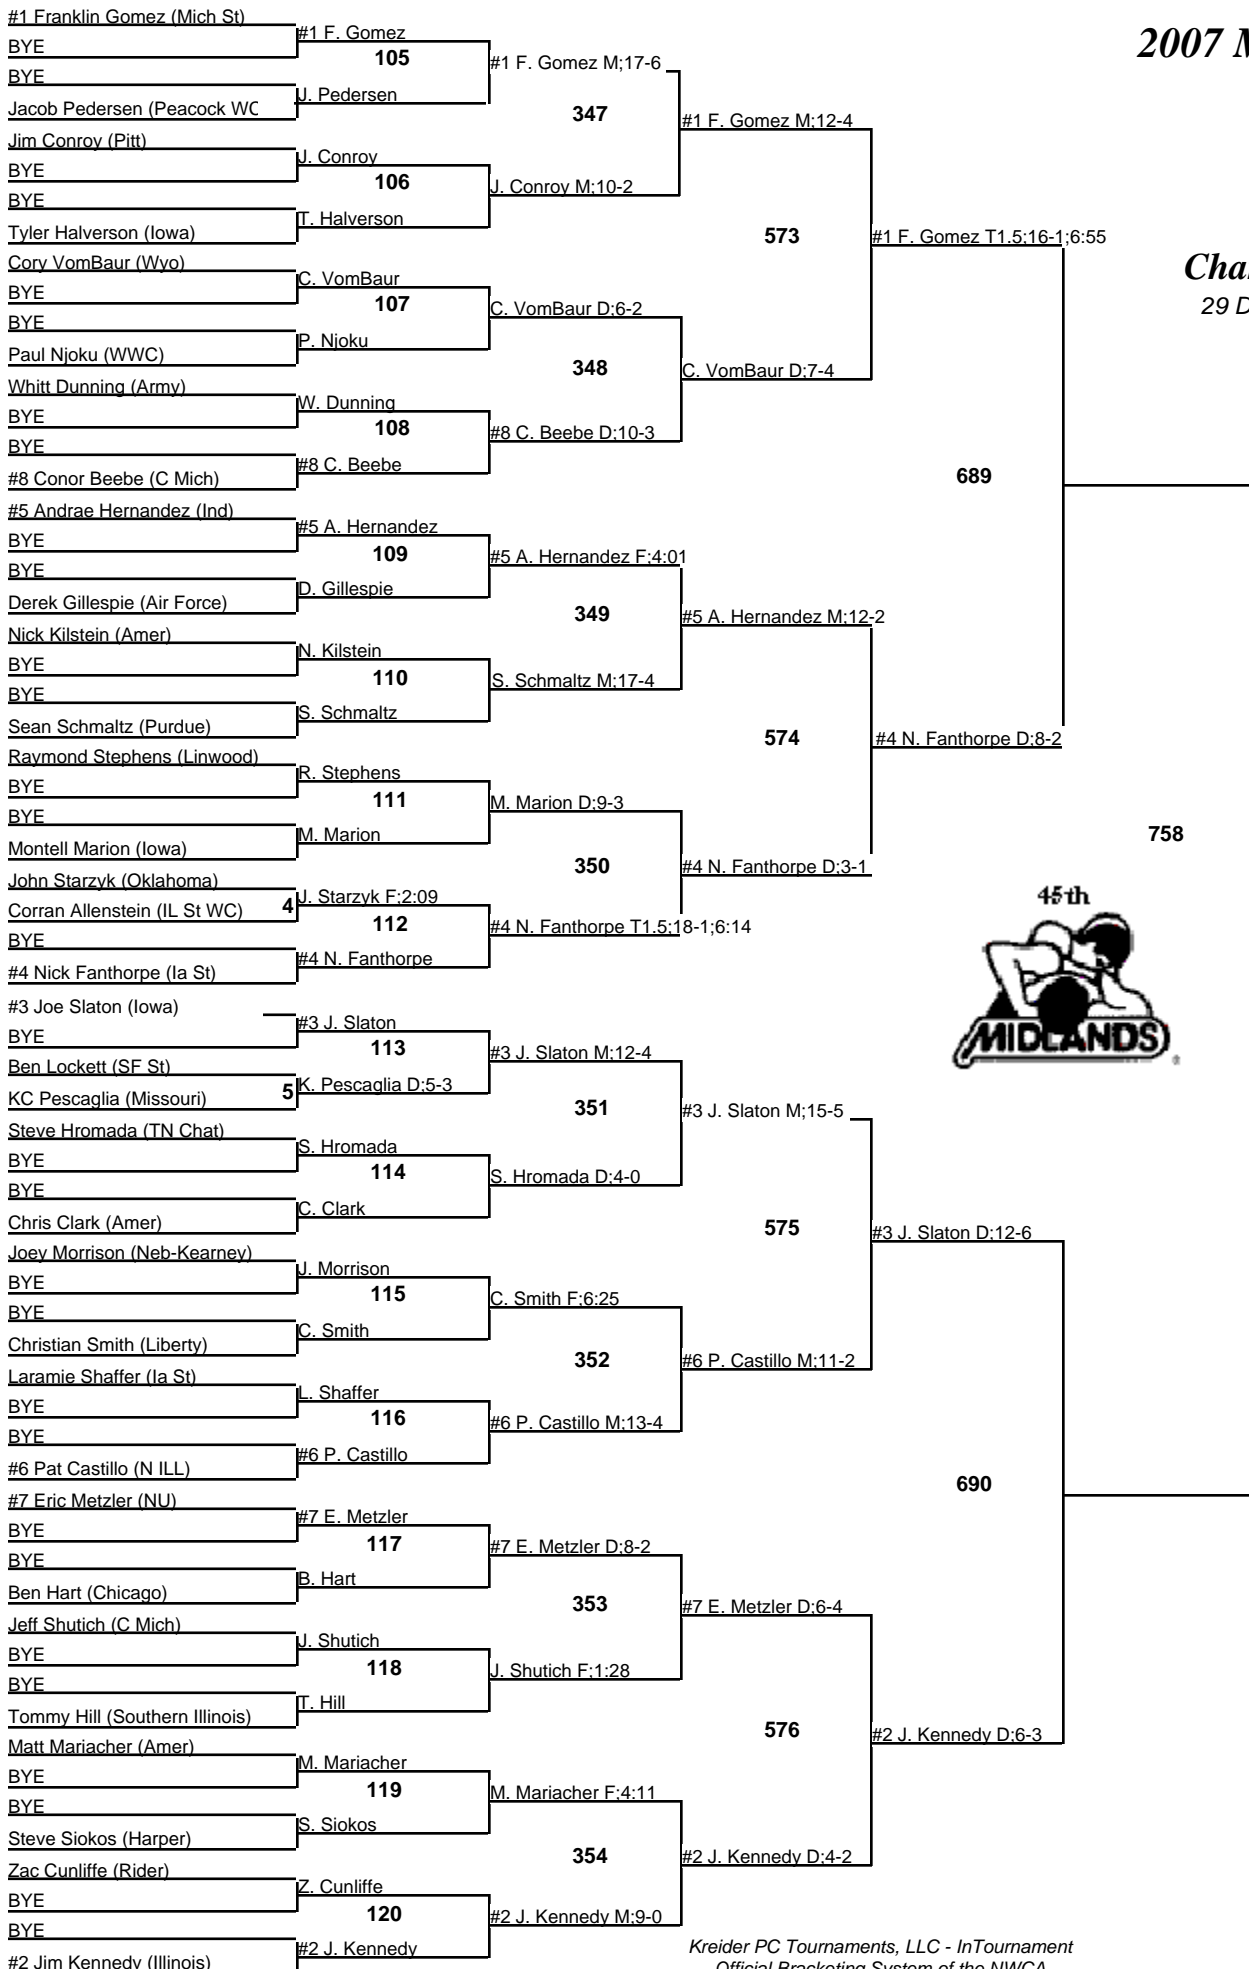 #1 Franklin Gomez (Mich St)
BYE
BYE
Jacob Pedersen (Peacock WC
Jim Conroy (Pitt)
BYE
BYE
Tyler Halverson (Iowa)
Cory VomBaur (Wyo)
BYE
BYE
Paul Njoku (WWC)
Whitt Dunning (Army)
BYE
BYE
#8 Conor Beebe (C Mich)
#5 Andrae Hernandez (Ind)
BYE
BYE
Derek Gillespie (Air Force)
Nick Kilstein (Amer)
BYE
BYE
Sean Schmaltz (Purdue)
Raymond Stephens (Linwood)
BYE
BYE
Montell Marion (Iowa)
John Starzyk (Oklahoma)
Corran Allenstein (IL St WC)
4
BYE
#4 Nick Fanthorpe (Ia St)
#3 Joe Slaton (Iowa)
BYE
Ben Lockett (SF St)
KC Pescaglia (Missouri)
5
Steve Hromada (TN Chat)
BYE
BYE
Chris Clark (Amer)
Joey Morrison (Neb-Kearney)
BYE
BYE
Christian Smith (Liberty)
Laramie Shaffer (Ia St)
BYE
BYE
#6 Pat Castillo (N ILL)
#7 Eric Metzler (NU)
BYE
BYE
Ben Hart (Chicago)
Jeff Shutich (C Mich)
BYE
BYE
Tommy Hill (Southern Illinois)
Matt Mariacher (Amer)
BYE
BYE
Steve Siokos (Harper)
Zac Cunliffe (Rider)
BYE
BYE
#2 Jim Kennedy (Illinois)
#1 F. Gomez
105
J. Pedersen
J. Conroy
106
T. Halverson
C. VomBaur
107
P. Njoku
W. Dunning
108
#8 C. Beebe
#5 A. Hernandez
109
D. Gillespie
N. Kilstein
110
S. Schmaltz
R. Stephens
111
M. Marion
J. Starzyk F;2:09
112
#4 N. Fanthorpe
#3 J. Slaton
113
K. Pescaglia D;5-3
S. Hromada
114
C. Clark
J. Morrison
115
C. Smith
L. Shaffer
116
#6 P. Castillo
#7 E. Metzler
117
B. Hart
J. Shutich
118
T. Hill
M. Mariacher
119
S. Siokos
Z. Cunliffe
120
#2 J. Kennedy
#1 F. Gomez M;17-6
347
J. Conroy M;10-2
C. VomBaur D;6-2
348
#8 C. Beebe D;10-3
#5 A. Hernandez F;4:01
349
S. Schmaltz M;17-4
M. Marion D;9-3
350
#4 N. Fanthorpe T1.5;18-1;6:14
#3 J. Slaton M;12-4
351
S. Hromada D;4-0
C. Smith F;6:25
352
#6 P. Castillo M;13-4
#7 E. Metzler D;8-2
353
J. Shutich F;1:28
M. Mariacher F;4:11
354
#2 J. Kennedy M;9-0
#1 F. Gomez M;12-4
573
C. VomBaur D;7-4
#5 A. Hernandez M;12-2
574
#4 N. Fanthorpe D;3-1
#3 J. Slaton M;15-5
575
#6 P. Castillo M;11-2
#7 E. Metzler D;6-4
576
#2 J. Kennedy D;4-2
#1 F. Gomez T1.5;16-1;6:55
689
#4 N. Fanthorpe D;8-2
#3 J. Slaton D;12-6
690
#2 J. Kennedy D;6-3
2007 M
Cha
29 D
758
45th
MIDLANDS
Kreider PC Tournaments, LLC - InTournament
Official Bracketing System of the NWCA